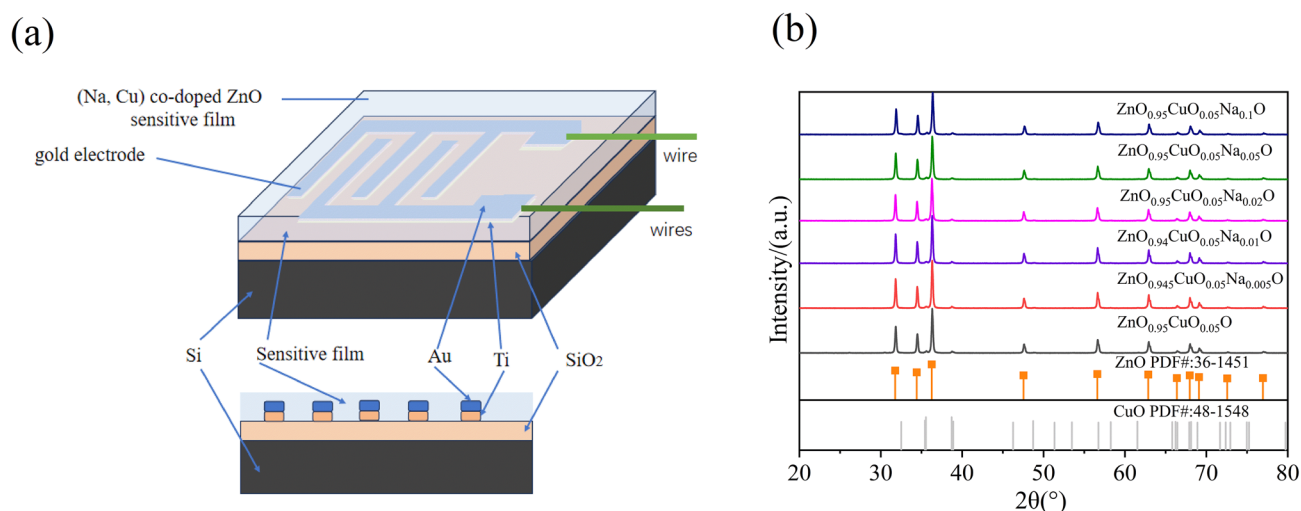 (a)
(Na, Cu) co-doped ZnO
sensitive film
gold electrode
wire
wires
Si
Sensitive film
Au
Ti
SiO₂
(b)
Intensity/(a.u.)
ZnO₀.₉₅CuO₀.₀₅Na₀.₁O
ZnO₀.₉₅CuO₀.₀₅Na₀.₀₅O
ZnO₀.₉₅CuO₀.₀₅Na₀.₀₂O
ZnO₀.₉₄CuO₀.₀₅Na₀.₀₁O
ZnO₀.₉₄₅CuO₀.₀₅Na₀.₀₀₅O
ZnO₀.₉₅CuO₀.₀₅O
ZnO PDF#:36-1451
CuO PDF#:48-1548
20 30 40 50 60 70 80
2θ(°)